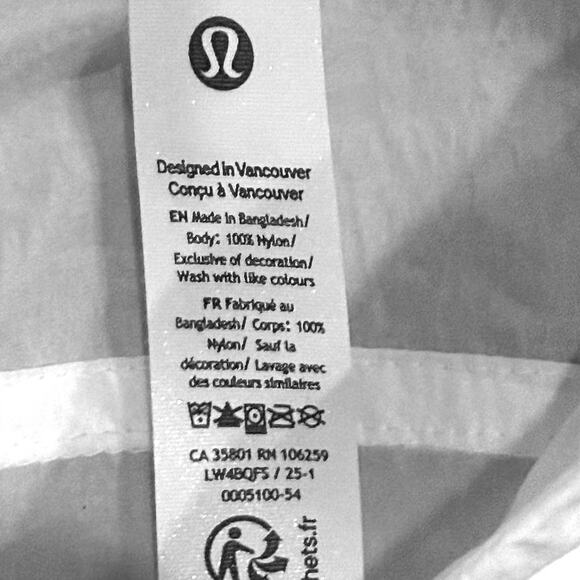 Designed in Vancouver
Conçu à Vancouver
EN Made in Bangladesh/
Body: 100% Nylon/
Exclusive of decoration/
Wash with like colours
FR Fabriqué au
Bangladesh/ Corps: 100%
Nylon/ Sauf la
décoration/ Lavage avec
des couleurs similaires
CA 35801 RN 106259
LW4BQFS / 25-1
0005100-54
hets.fr